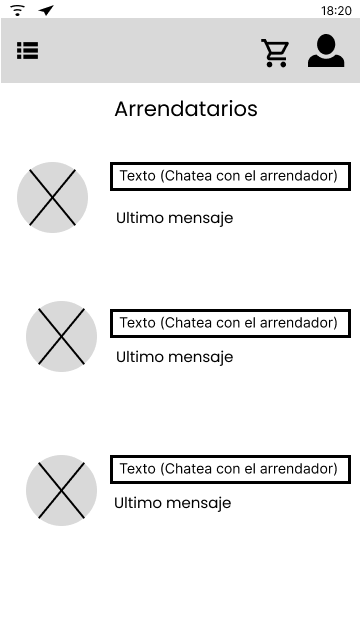 18:20
Arrendatarios
Texto (Chatea con el arrendador)
Ultimo mensaje
Texto (Chatea con el arrendador)
Ultimo mensaje
Texto (Chatea con el arrendador)
Ultimo mensaje